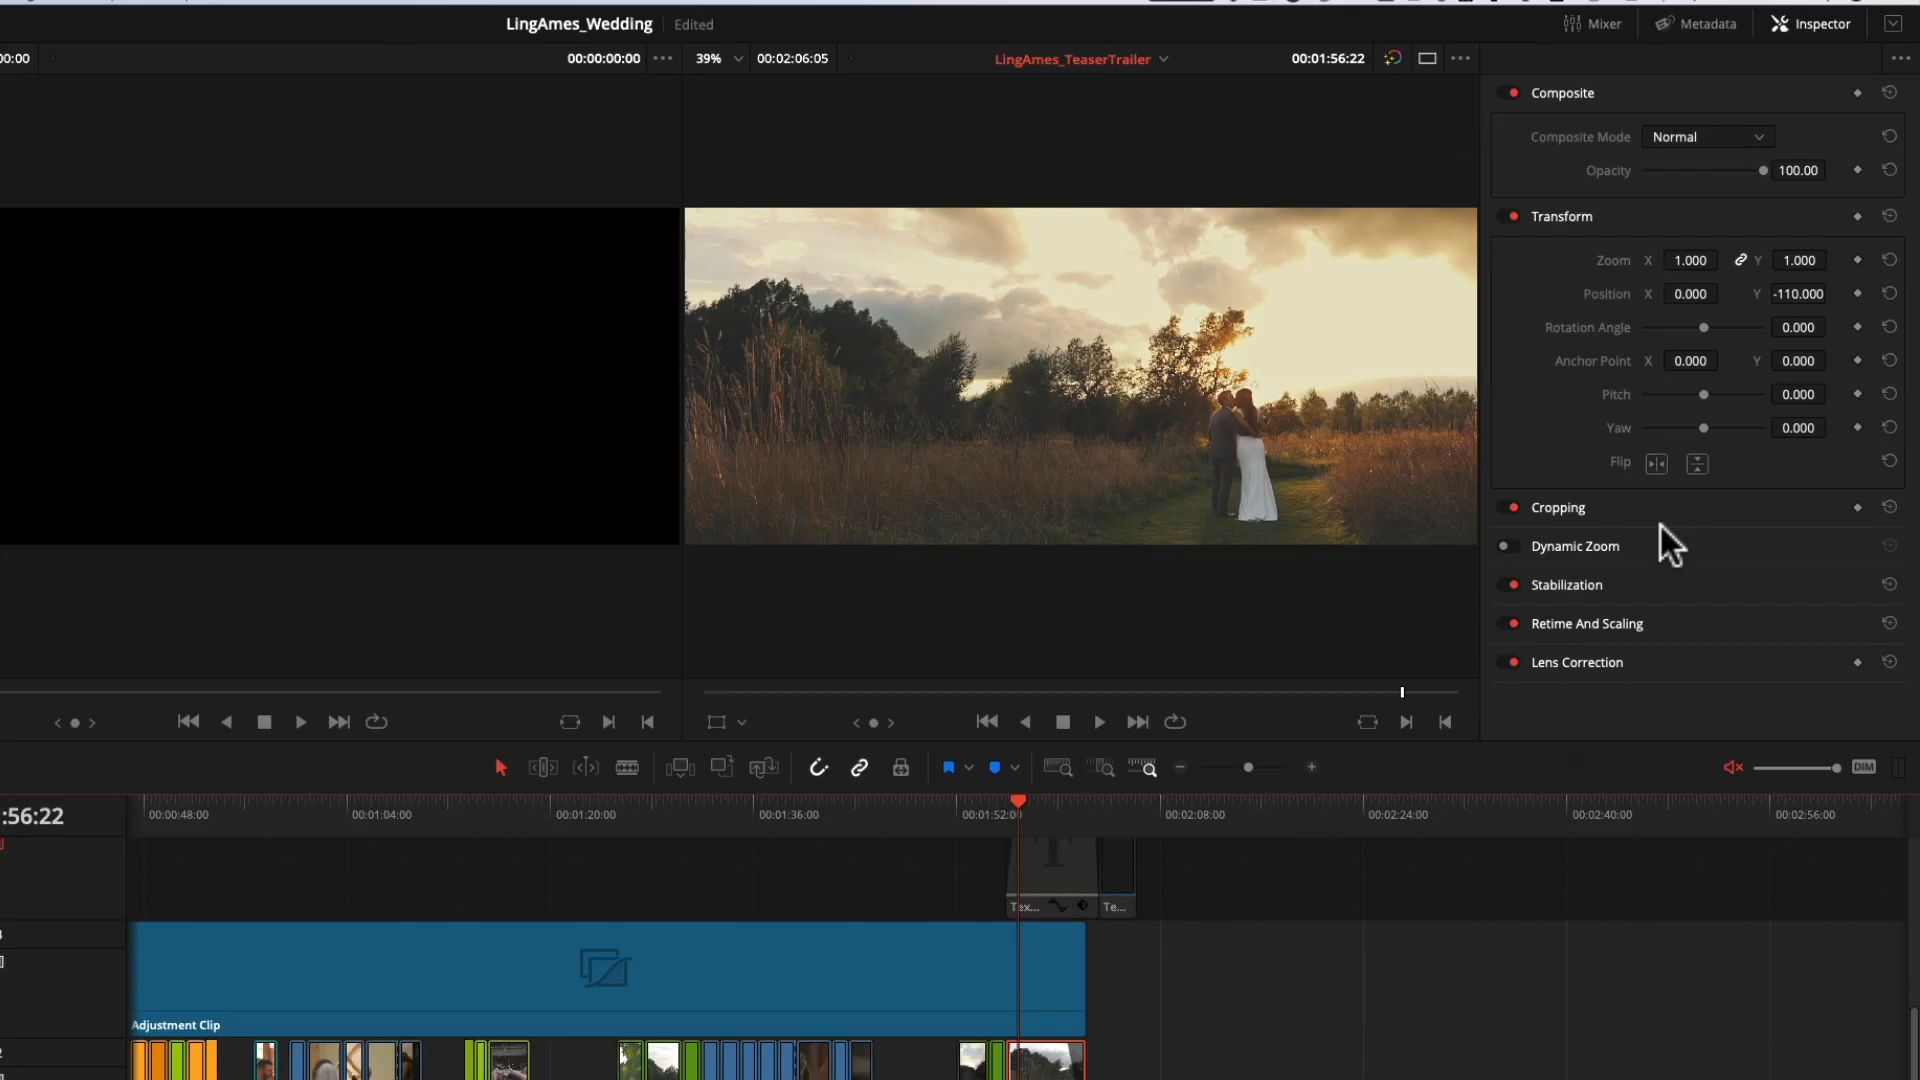 LingAmes_Wedding Edited
Mixer Metadata Inspector
00:00
00:00:00:00
39% 00:02:06:05
LingAmes_TeaserTrailer
00:01:56:22
Composite
Composite Mode Normal
Opacity 100.00
Transform
Zoom X 1.000 Y 1.000
Position X 0.000 Y -110.000
Rotation Angle 0.000
Anchor Point X 0.000 Y 0.000
Pitch 0.000
Yaw 0.000
Flip
Cropping
Dynamic Zoom
Stabilization
Retime And Scaling
Lens Correction
DIM
:56:22
00:00:48:00 00:01:04:00 00:01:20:00 00:01:36:00 00:01:52:00 00:02:08:00 00:02:24:00 00:02:40:00 00:02:56:00
T
Tex... Te...
Adjustment Clip